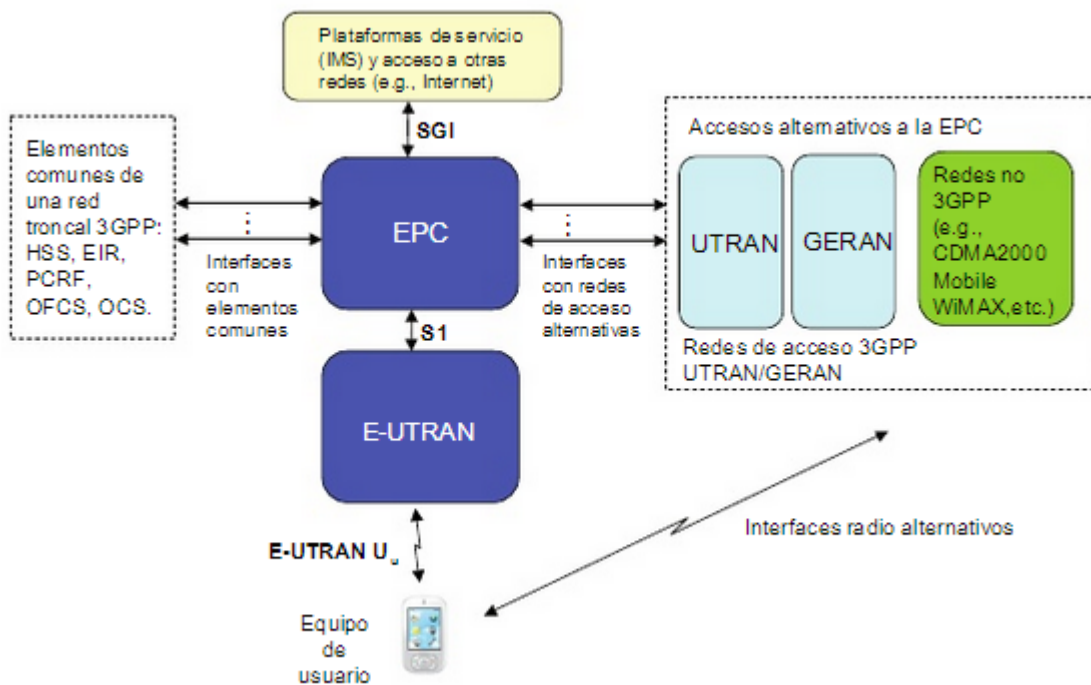 Plataformas de servicio
(IMS) y acceso a otras
redes (e.g., Internet)
SGI
Elementos
comunes de
una red
troncal 3GPP:
HSS, EIR,
PCRF,
OFCS, OCS.
Interfaces
con
elementos
comunes
EPC
Interfaces
con redes
de acceso
alternativas
Accesos alternativos a la EPC
UTRAN
GERAN
Redes no
3GPP
(e.g.,
CDMA2000
Mobile
WiMAX,etc.)
Redes de acceso 3GPP
UTRAN/GERAN
S1
E-UTRAN
E-UTRAN Uu
Interfaces radio alternativos
Equipo
de
usuario